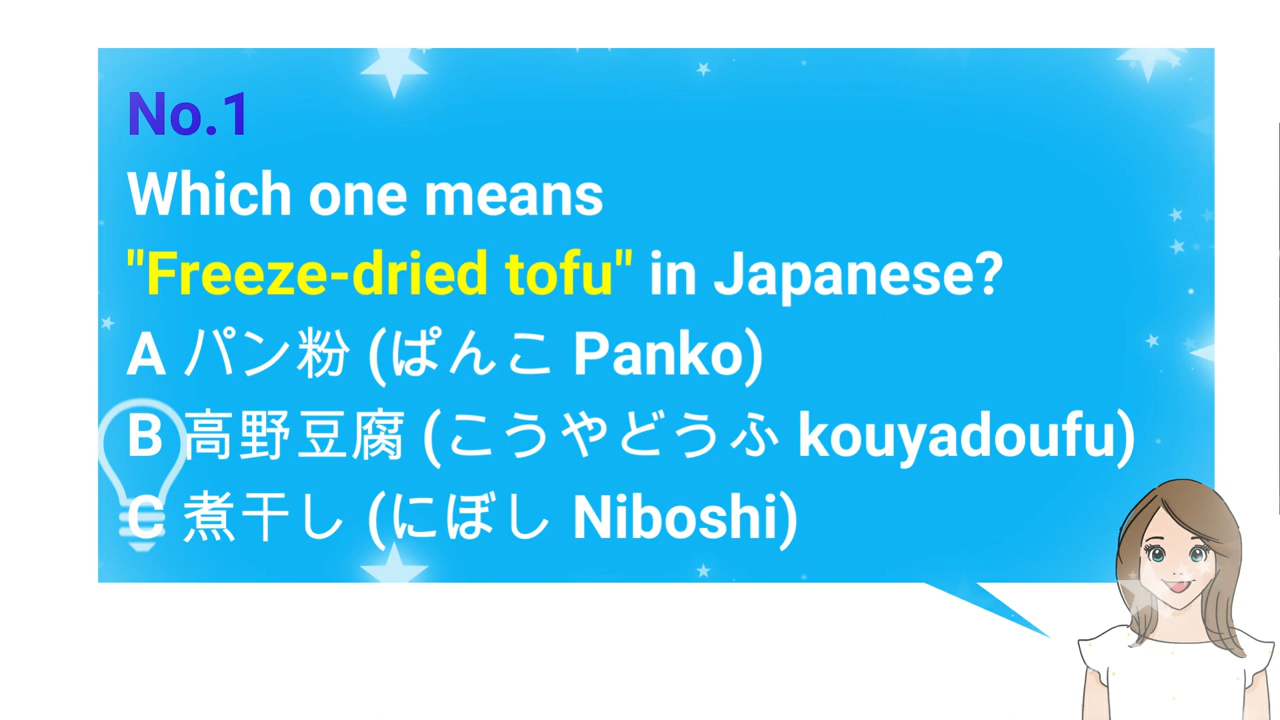 No.1
Which one means
"Freeze-dried tofu" in Japanese?
A パン粉 (ぱんこ Panko)
B 高野豆腐 (こうやどうふ kouyadoufu)
C 煮干し (にぼし Niboshi)